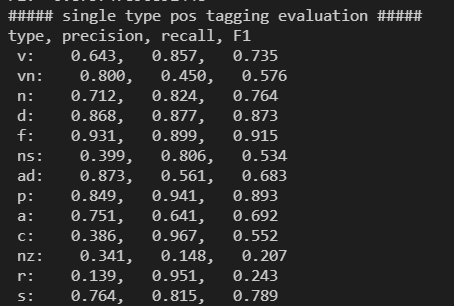 ##### single type pos tagging evaluation #####
type, precision, recall, F1
v: 0.643, 0.857, 0.735
vn: 0.800, 0.450, 0.576
n: 0.712, 0.824, 0.764
d: 0.868, 0.877, 0.873
f: 0.931, 0.899, 0.915
ns: 0.399, 0.806, 0.534
ad: 0.873, 0.561, 0.683
p: 0.849, 0.941, 0.893
a: 0.751, 0.641, 0.692
c: 0.386, 0.967, 0.552
nz: 0.341, 0.148, 0.207
r: 0.139, 0.951, 0.243
s: 0.764, 0.815, 0.789